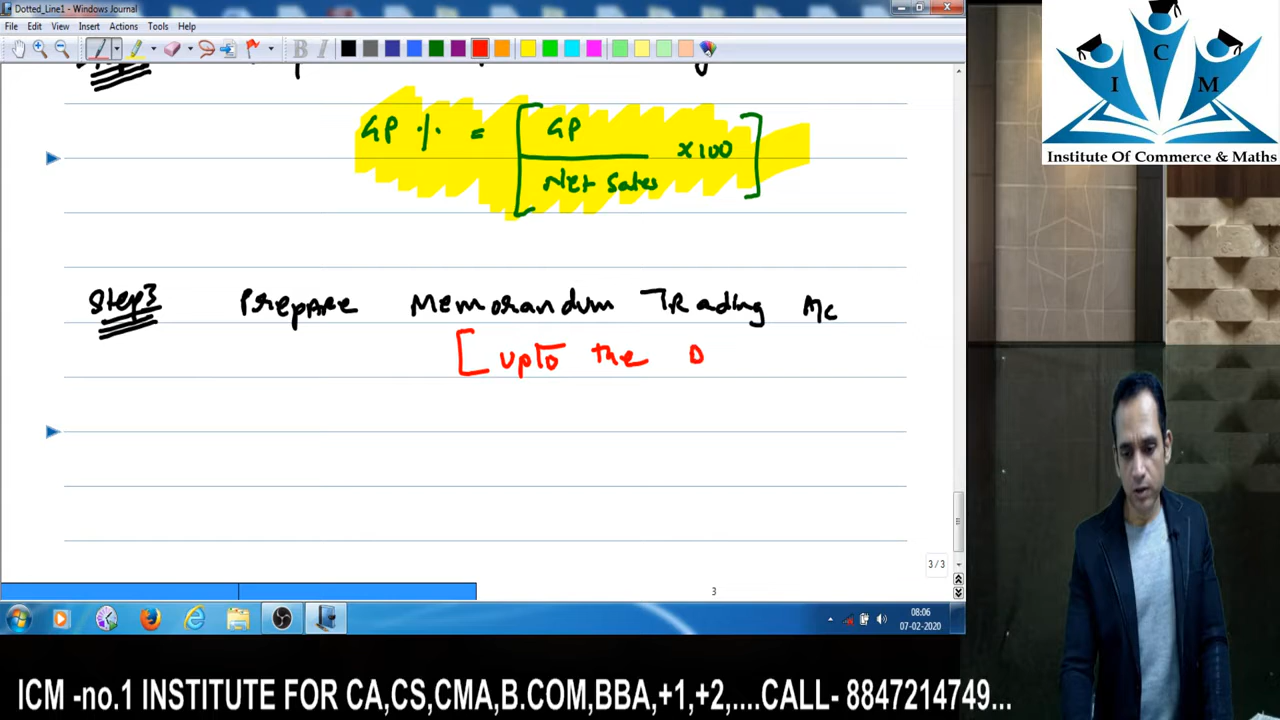 Dotted_Line1 - Windows Journal
File Edit View Insert Actions Tools Help
B I
GP % = [ GP
x100 ]
Net Sales
I C M
Institute Of Commerce & Maths
Step3 Prepare Memorandum Trading A/c
[ upto the D
3/3
3
08:06
07-02-2020
ICM -no.1 INSTITUTE FOR CA,CS,CMA,B.COM,BBA,+1,+2,....CALL- 8847214749...